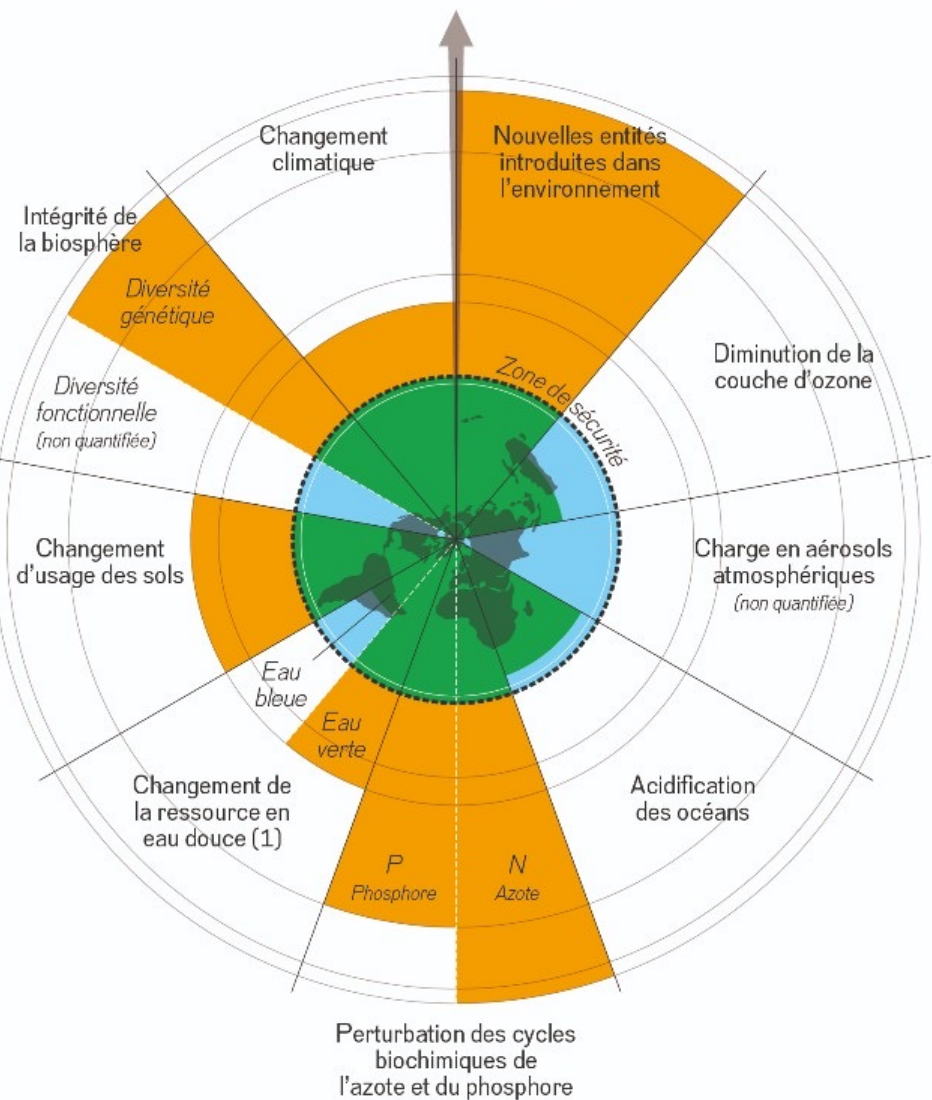 Changement
climatique
Nouvelles entités
introduites dans
l'environnement
Intégrité de
la biosphère
Diversité
génétique
Diversité
fonctionnelle
(non quantifiée)
Zone de sécurité
Diminution de la
couche d'ozone
Changement
d'usage des sols
Charge en aérosols
atmosphériques
(non quantifiée)
Eau
bleue
Eau
verte
Changement de
la ressource en
eau douce (1)
Acidification
des océans
P
Phosphore
N
Azote
Perturbation des cycles
biochimiques de
l'azote et du phosphore